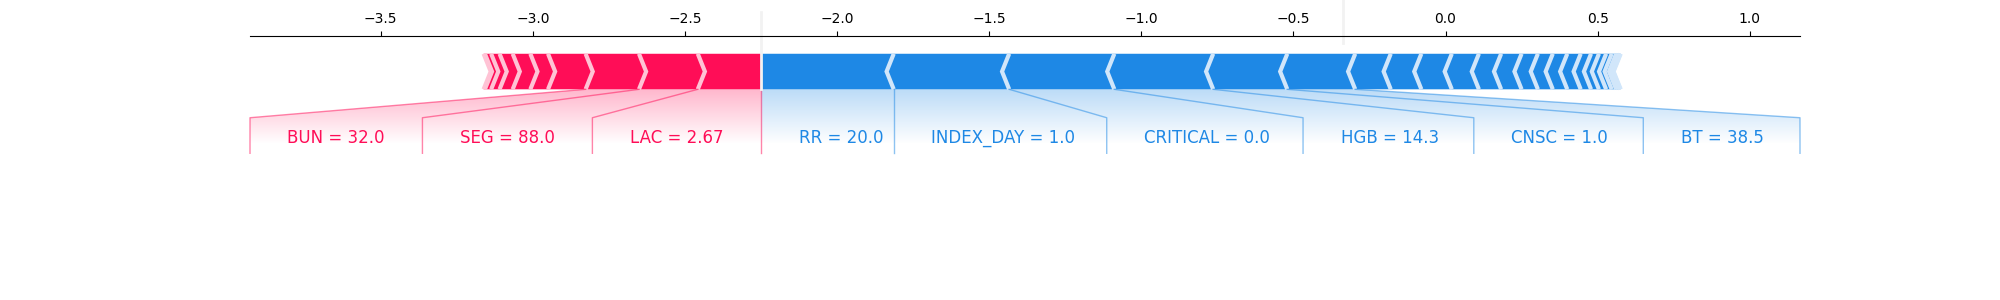 −3.5 −3.0 −2.5 −2.0 −1.5 −1.0 −0.5 0.0 0.5 1.0
BUN = 32.0 SEG = 88.0 LAC = 2.67 RR = 20.0 INDEX_DAY = 1.0 CRITICAL = 0.0 HGB = 14.3 CNSC = 1.0 BT = 38.5